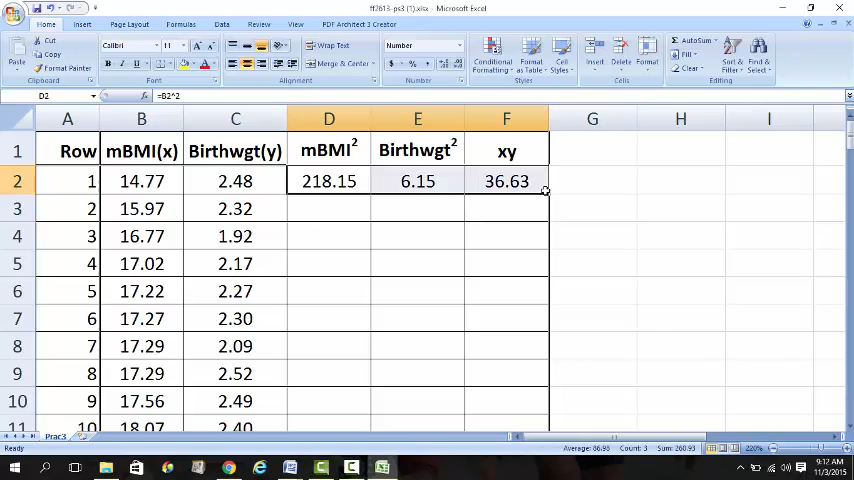 ff2613-ps3 (1).xlsx - Microsoft Excel
Home Insert Page Layout Formulas Data Review View PDF Architect 3 Creator
Paste
Cut
Copy
Format Painter
Clipboard
Calibri 11
B I U
Font
Wrap Text
Merge & Center
Alignment
Number
$ % ,
Number
Conditional Formatting
Format as Table
Cell Styles
Styles
Insert Delete Format
Cells
AutoSum
Fill
Clear
Sort & Filter
Find & Select
Editing
D2 =B2^2
A B C D E F G H I
1 Row mBMI(x) Birthwgt(y) mBMI² Birthwgt² xy
2 1 14.77 2.48 218.15 6.15 36.63
3 2 15.97 2.32
4 3 16.77 1.92
5 4 17.02 2.17
6 5 17.22 2.27
7 6 17.27 2.30
8 7 17.29 2.09
9 8 17.29 2.52
10 9 17.56 2.49
11 10 18.07 2.40
Prac3
Ready Average: 86.98 Count: 3 Sum: 260.93 220%
9:12 AM
11/3/2015